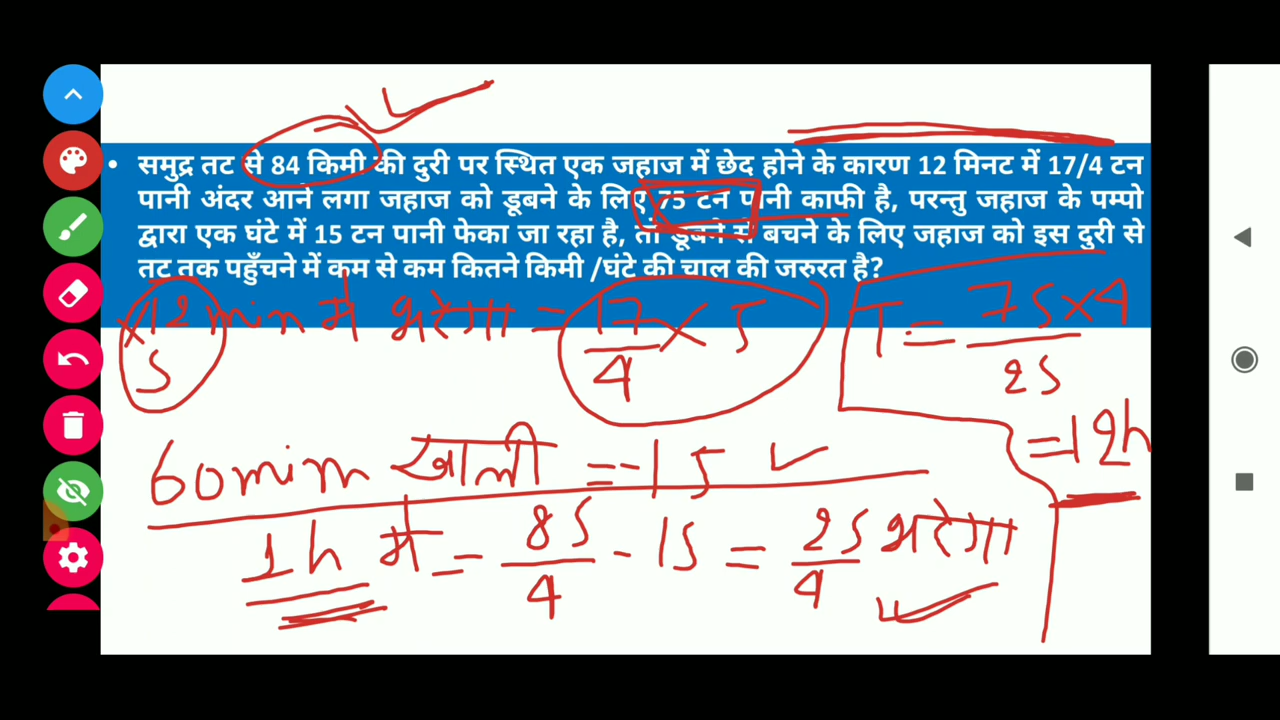 • समुद्र तट से 84 किमी की दुरी पर स्थित एक जहाज में छेद होने के कारण 12 मिनट में 17/4 टन
पानी अंदर आने लगा जहाज को डूबने के लिए 75 टन पानी काफी है, परन्तु जहाज के पम्पो
द्वारा एक घंटे में 15 टन पानी फेका जा रहा है, तो डूबने से बचने के लिए जहाज को इस दुरी से
तट तक पहुँचने में कम से कम कितने किमी /घंटे की चाल की जरुरत है?
×12 min में भरेगा = 17/4 × 5
5
T = 75×4/25
= 12h
60 min खाली = -15
1h में = 85/4 - 15 = 25/4 भरेगा